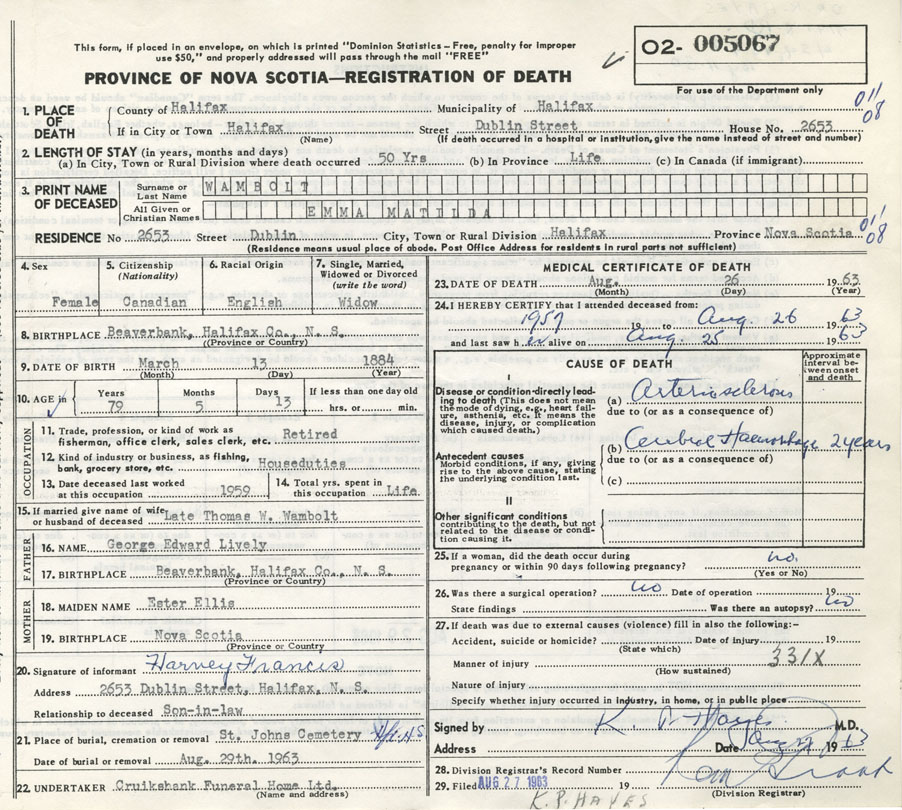 This form, if placed in an envelope, on which is printed "Dominion Statistics – Free, penalty for improper
use $50," and properly addressed will pass through the mail "FREE"
PROVINCE OF NOVA SCOTIA—REGISTRATION OF DEATH
02- 005067
For use of the Department only
011
08
1. PLACE OF DEATH
County of Halifax Municipality of Halifax
If in City or Town Halifax Street Dublin Street House No. 2653
(Name) (If death occurred in a hospital or institution, give the name instead of street and number)
2. LENGTH OF STAY (in years, months and days)
(a) In City, Town or Rural Division where death occurred 50 Yrs (b) In Province Life (c) In Canada (if immigrant)
3. PRINT NAME OF DECEASED
Surname or Last Name WAMBOLT
All Given or Christian Names EMMA MATILDA
RESIDENCE No 2653 Street Dublin City, Town or Rural Division Halifax Province Nova Scotia
(Residence means usual place of abode. Post Office Address for residents in rural parts not sufficient)
011
08
4. Sex Female
5. Citizenship (Nationality) Canadian
6. Racial Origin English
7. Single, Married, Widowed or Divorced (write the word) Widow
8. BIRTHPLACE Beaverbank, Halifax Co., N. S.
(Province or Country)
9. DATE OF BIRTH March 13 1884
(Month) (Day) (Year)
10. AGE in Years 79 Months 5 Days 13 If less than one day old hrs. or min.
OCCUPATION
11. Trade, profession, or kind of work as fisherman, office clerk, sales clerk, etc. Retired
12. Kind of industry or business, as fishing, bank, grocery store, etc. Houseduties
13. Date deceased last worked at this occupation 1959
14. Total yrs. spent in this occupation Life
15. If married give name of wife or husband of deceased Late Thomas W. Wambolt
FATHER
16. NAME George Edward Lively
17. BIRTHPLACE Beaverbank, Halifax Co., N. S.
(Province or Country)
MOTHER
18. MAIDEN NAME Ester Ellis
19. BIRTHPLACE Nova Scotia
(Province or Country)
20. Signature of informant Harvey Francis
Address 2653 Dublin Street, Halifax, N. S.
Relationship to deceased Son-in-law
21. Place of burial, cremation or removal St. Johns Cemetery
Date of burial or removal Aug. 29th. 1963
22. UNDERTAKER Cruikshank Funeral Home Ltd.
(Name and address)
MEDICAL CERTIFICATE OF DEATH
23. DATE OF DEATH Aug. 26 1963
(Month) (Day) (Year)
24. I HEREBY CERTIFY that I attended deceased from:
1957 19 to Aug. 26 1963
and last saw her alive on Aug. 25 1963
CAUSE OF DEATH
Approximate interval between onset and death
I
Disease or condition directly leading to death (This does not mean the mode of dying, e.g., heart failure, asthenia, etc. It means the disease, injury, or complication which caused death.)
(a) Arteriosclerosis
due to (or as a consequence of)
Antecedent causes
Morbid conditions, if any, giving rise to the above cause, stating the underlying condition last.
(b) Cerebral Haemorrhage 2 years
due to (or as a consequence of)
(c)
II
Other significant conditions contributing to the death, but not related to the disease or condition causing it.
25. If a woman, did the death occur during pregnancy or within 90 days following pregnancy? no.
(Yes or No)
26. Was there a surgical operation? no Date of operation 19
State findings Was there an autopsy? no
27. If death was due to external causes (violence) fill in also the following:-
Accident, suicide or homicide? Date of injury 19
(State which)
331X
Manner of injury
(How sustained)
Nature of injury
Specify whether injury occurred in Industry, in home, or in public place
Signed by K. P. Hayes M.D.
Address Date Aug 27 1963
28. Division Registrar's Record Number
29. Filed AUG 27 1963 19
(Division Registrar)
K.P. HAYES